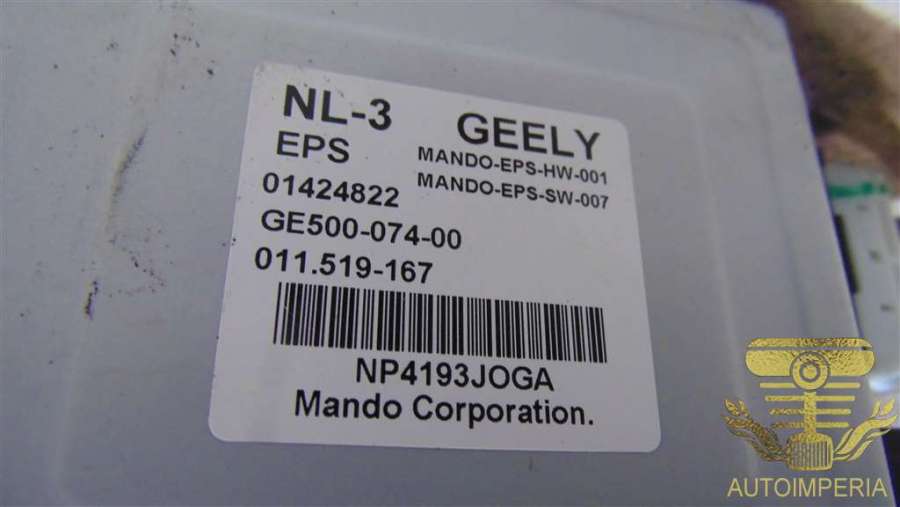 NL-3 GEELY
EPS MANDO-EPS-HW-001
01424822 MANDO-EPS-SW-007
GE500-074-00
011.519-167
NP4193JOGA
Mando Corporation.
AUTOIMPERIA